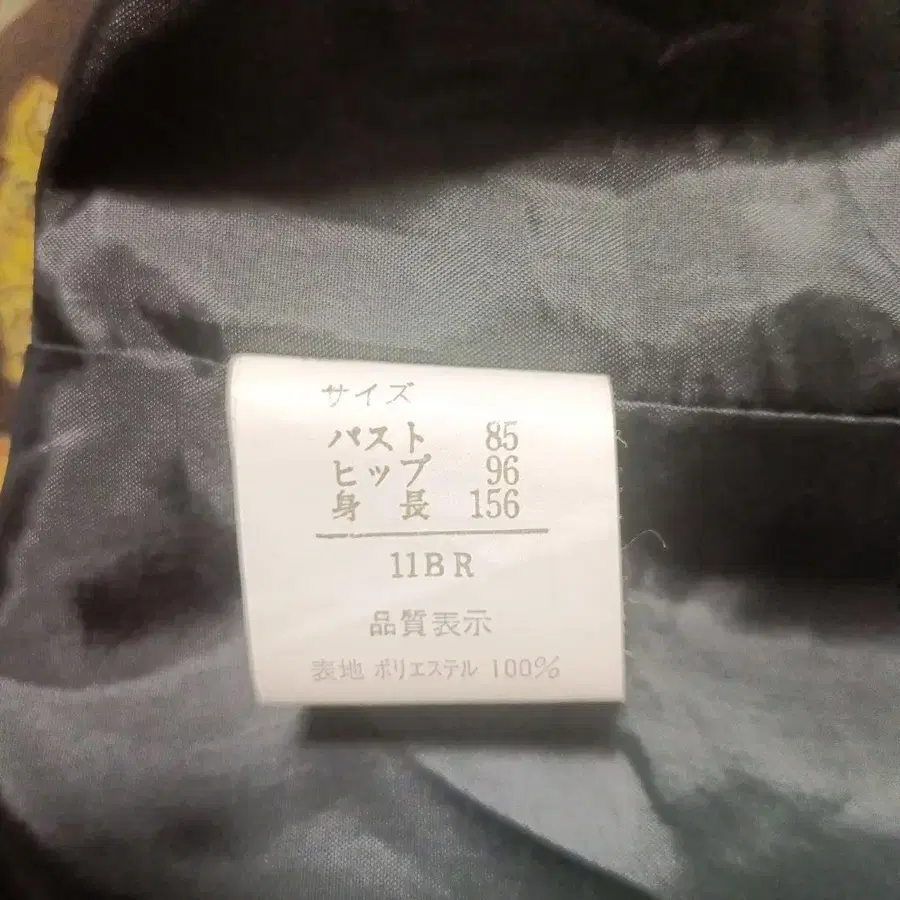 サイズ
バスト 85
ヒップ 96
身長 156
11BR
品質表示
表地 ポリエステル 100%